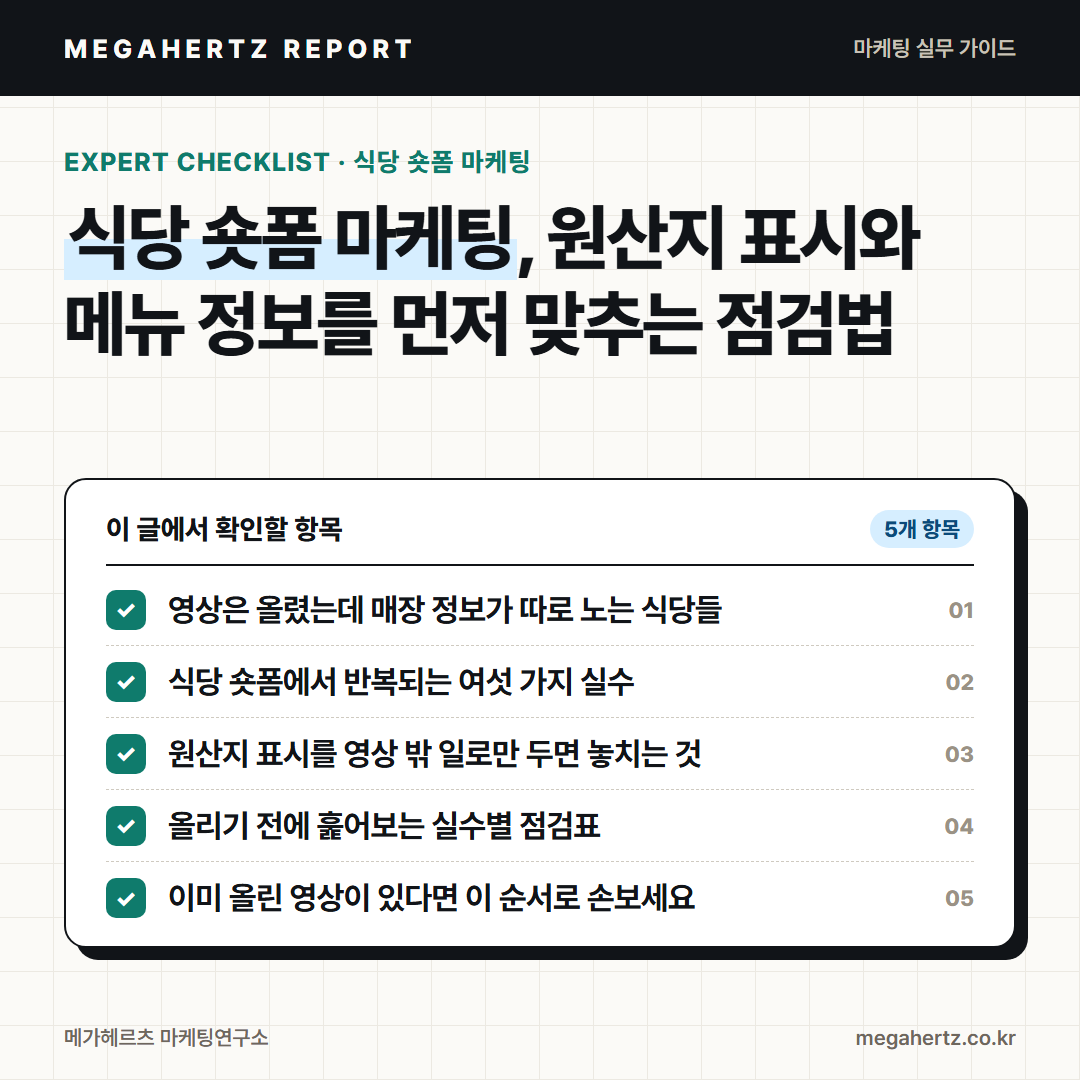 MEGAHERTZ REPORT
마케팅 실무 가이드
EXPERT CHECKLIST · 식당 숏폼 마케팅
식당 숏폼 마케팅, 원산지 표시와
메뉴 정보를 먼저 맞추는 점검법
이 글에서 확인할 항목
5개 항목
영상은 올렸는데 매장 정보가 따로 노는 식당들
01
식당 숏폼에서 반복되는 여섯 가지 실수
02
원산지 표시를 영상 밖 일로만 두면 놓치는 것
03
올리기 전에 훑어보는 실수별 점검표
04
이미 올린 영상이 있다면 이 순서로 손보세요
05
메가헤르츠 마케팅연구소
megahertz.co.kr